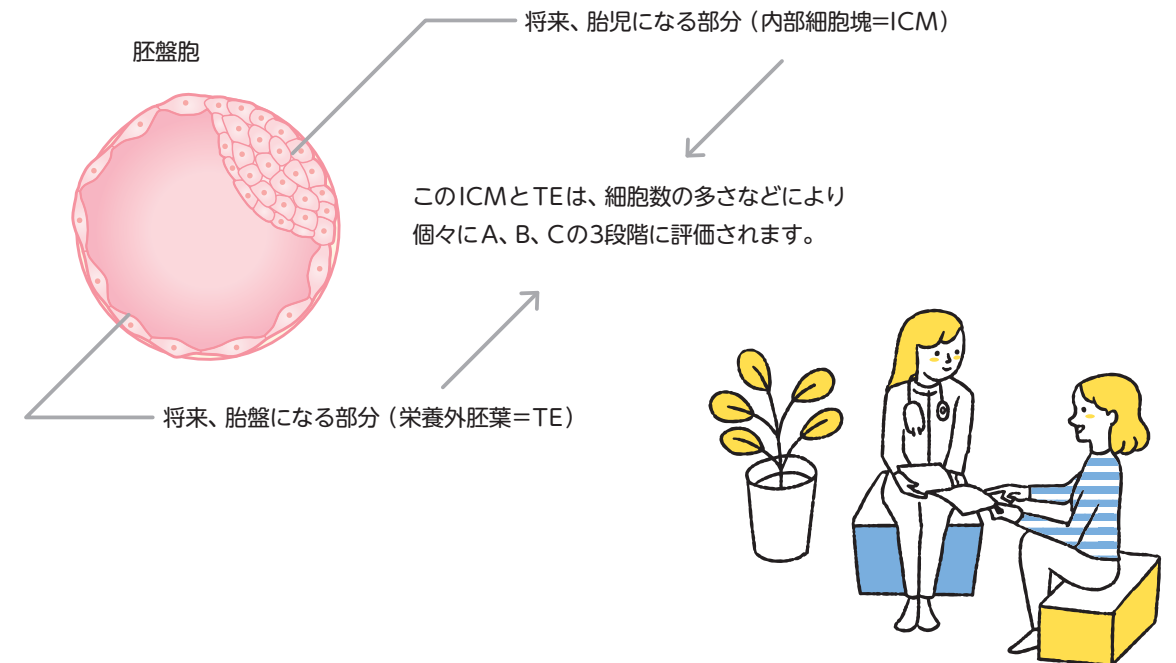 将来、胎児になる部分（内部細胞塊＝ICM）
胚盤胞
このICMとTEは、細胞数の多さなどにより
個々にA、B、Cの3段階に評価されます。
将来、胎盤になる部分（栄養外胚葉＝TE）